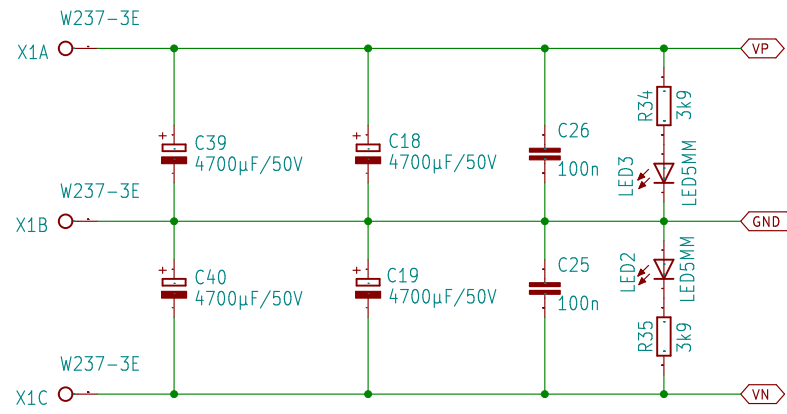 W237-3E
X1A
VP
R34
3k9
C39
4700µF/50V
C18
4700µF/50V
C26
100n
LED3
LED5MM
W237-3E
X1B
GND
C40
4700µF/50V
C19
4700µF/50V
C25
100n
LED2
LED5MM
R35
3k9
W237-3E
X1C
VN